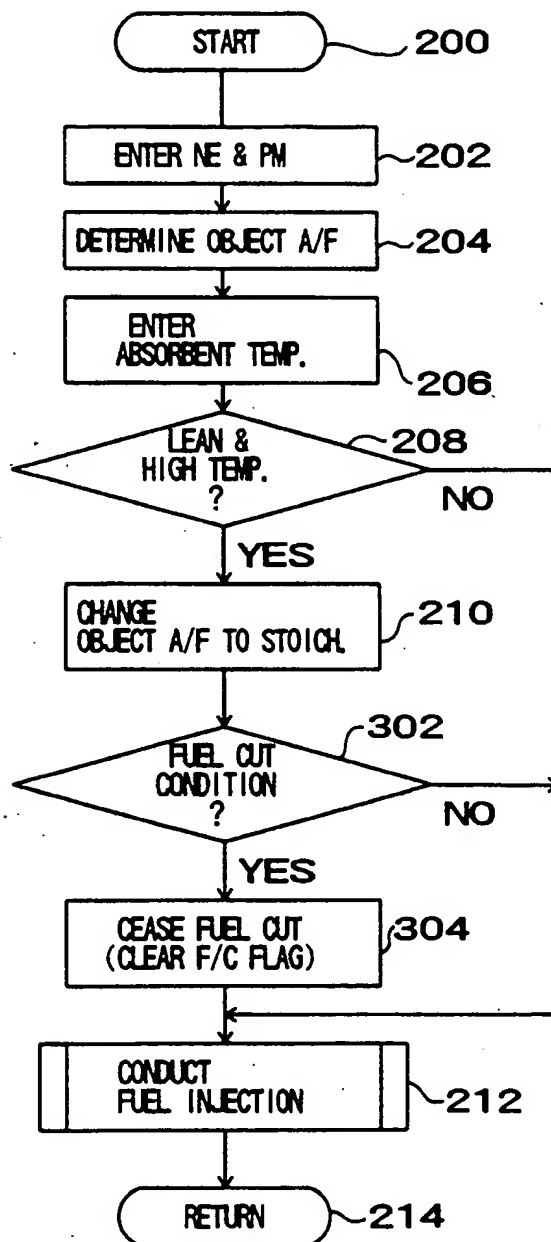 START
200
ENTER NE & PM
202
DETERMINE OBJECT A/F
204
ENTER
ABSORBENT TEMP.
206
LEAN &
HIGH TEMP.
?
208
NO
YES
CHANGE
OBJECT A/F TO STOICH.
210
FUEL CUT
CONDITION
?
302
NO
YES
CEASE FUEL CUT
(CLEAR F/C FLAG)
304
CONDUCT
FUEL INJECTION
212
RETURN
214